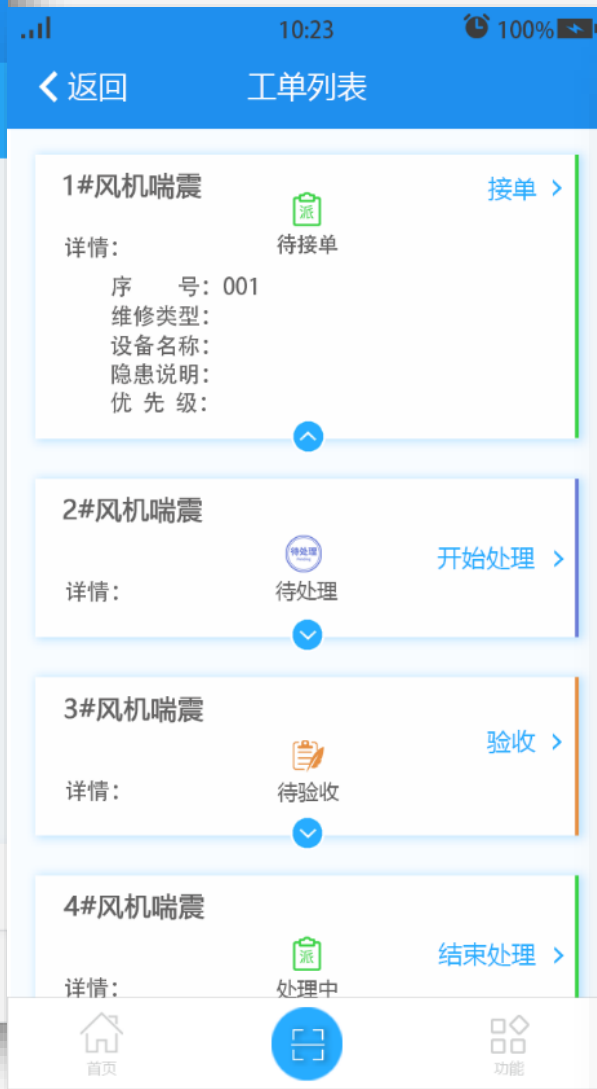 10:23
100%
返回
工单列表
1#风机喘震
接单
派
待接单
详情：
序 号：001
维修类型：
设备名称：
隐患说明：
优 先 级：
2#风机喘震
待处理
开始处理
详情：
待处理
3#风机喘震
验收
详情：
待验收
4#风机喘震
派
结束处理
详情：
处理中
首页
功能